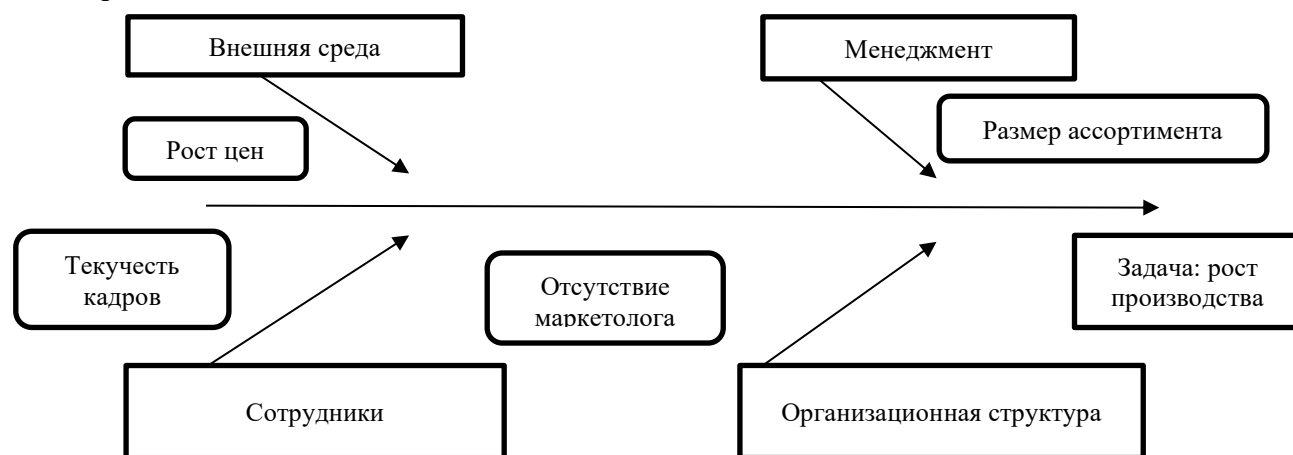 Внешняя среда
Менеджмент
Рост цен
Размер ассортимента
Текучесть
кадров
Отсутствие
маркетолога
Задача: рост
производства
Сотрудники
Организационная структура